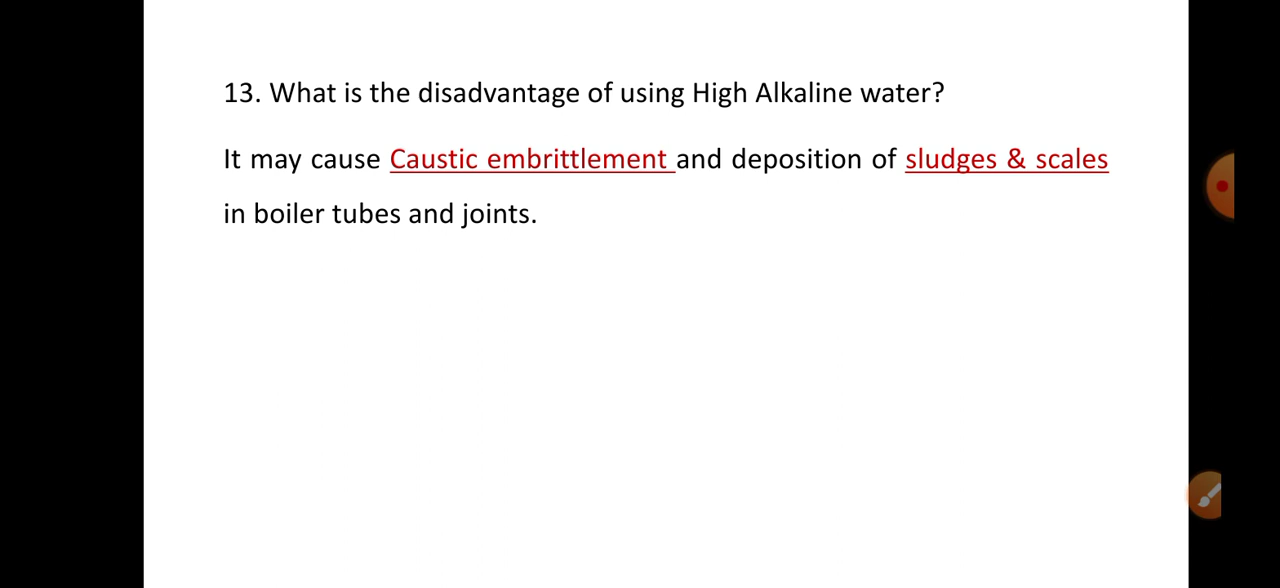 13. What is the disadvantage of using High Alkaline water?
It may cause Caustic embrittlement and deposition of sludges & scales
in boiler tubes and joints.